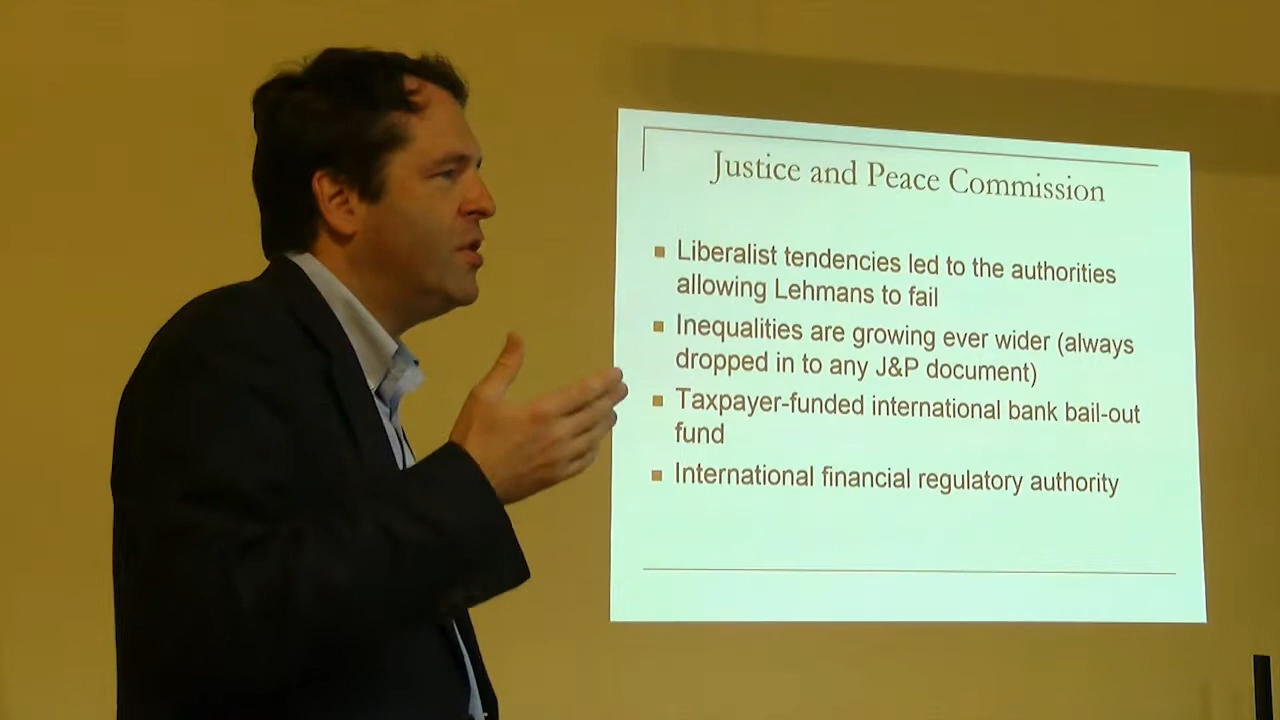 Justice and Peace Commission
Liberalist tendencies led to the authorities
allowing Lehmans to fail
Inequalities are growing ever wider (always
dropped in to any J&P document)
Taxpayer-funded international bank bail-out
fund
International financial regulatory authority